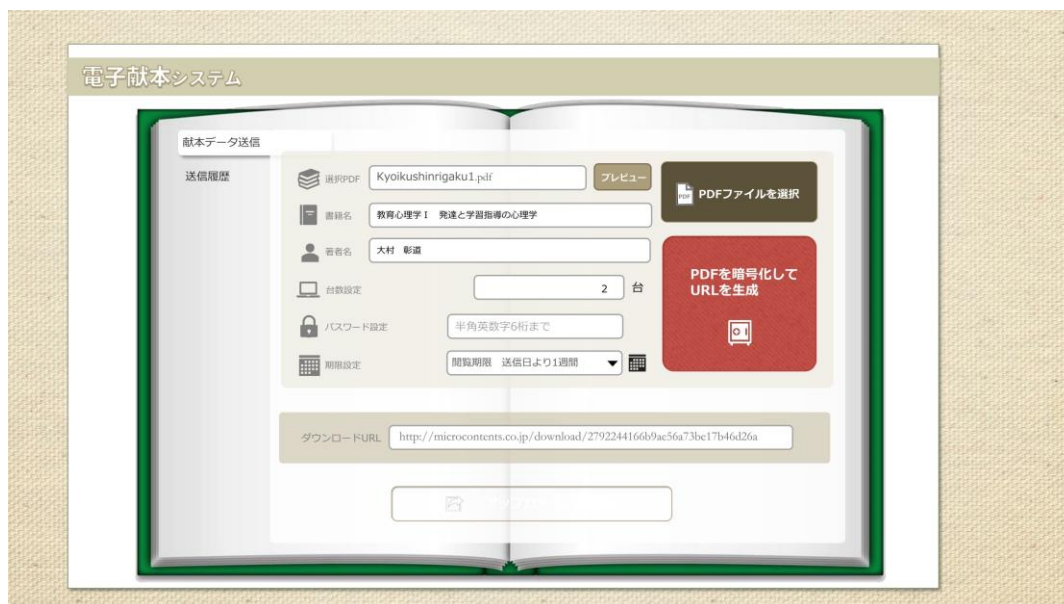 電子献本システム
献本データ送信
送信履歴
選択PDF Kyoikushinrigaku1.pdf プレビュー
PDF PDFファイルを選択
書籍名 教育心理学Ⅰ 発達と学習指導の心理学
著者名 大村 彰道
台数設定 2 台
PDFを暗号化して
URLを生成
パスワード設定 半角英数字6桁まで
期限設定 閲覧期限 送信日より1週間
ダウンロードURL http://microcontents.co.jp/download/2792244166b9ac56a73bc17b46d26a